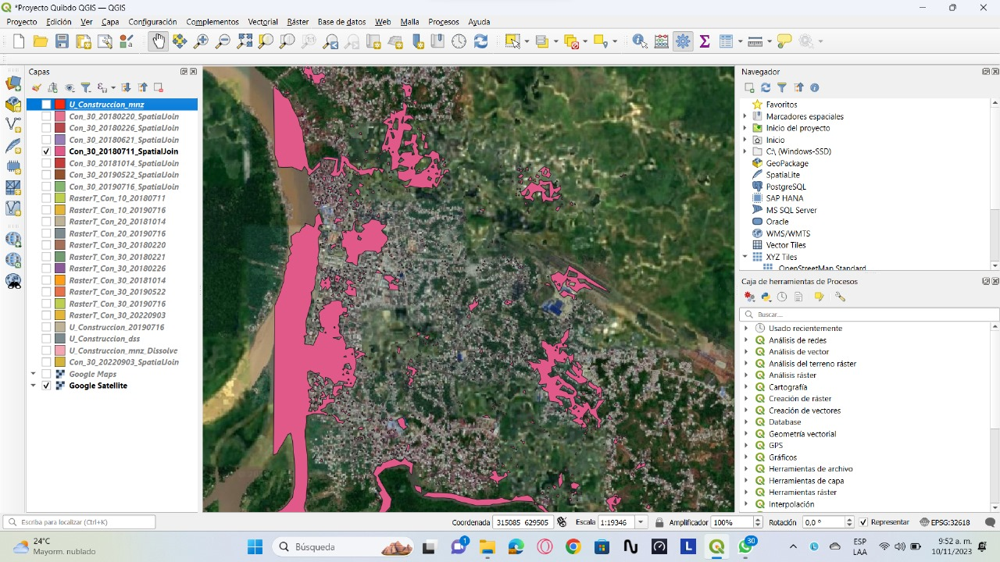 *Proyecto Quibdo QGIS — QGIS
Proyecto Edición Ver Capa Configuración Complementos Vectorial Ráster Base de datos Web Malla Procesos Ayuda
Capas
U_Construccion_mnz
Con_30_20180220_SpatialJoin
Con_30_20180226_SpatialJoin
Con_30_20180621_SpatialJoin
Con_30_20180711_SpatialJoin
Con_30_20181014_SpatialJoin
Con_30_20190522_SpatialJoin
Con_30_20190716_SpatialJoin
RasterT_Con_10_20180711
RasterT_Con_10_20190716
RasterT_Con_20_20181014
RasterT_Con_20_20190716
RasterT_Con_30_20180220
RasterT_Con_30_20180221
RasterT_Con_30_20180226
RasterT_Con_30_20181014
RasterT_Con_30_20190522
RasterT_Con_30_20190716
RasterT_Con_30_20220903
U_Construccion_20190716
U_Construccion_dss
U_Construccion_mnz_Dissolve
Con_30_20220903_SpatialJoin
Google Maps
Google Satellite
Navegador
Favoritos
Marcadores espaciales
Inicio del proyecto
Inicio
C:\ (Windows-SSD)
GeoPackage
SpatiaLite
PostgreSQL
SAP HANA
MS SQL Server
Oracle
WMS/WMTS
Vector Tiles
XYZ Tiles
OpenStreetMap Standard
Caja de herramientas de Procesos
Buscar...
Usado recientemente
Análisis de redes
Análisis de vector
Análisis del terreno ráster
Análisis ráster
Cartografía
Creación de ráster
Creación de vectores
Database
Geometría vectorial
GPS
Gráficos
Herramientas de archivo
Herramientas de capa
Herramientas ráster
Interpolación
Escriba para localizar (Ctrl+K)
Coordenada 315085 629505 Escala 1:19346 Amplificador 100% Rotación 0,0 ° Representar EPSG:32618
24°C
Mayorm. nublado
Búsqueda
1
30
ESP
LAA
9:52 a. m.
10/11/2023